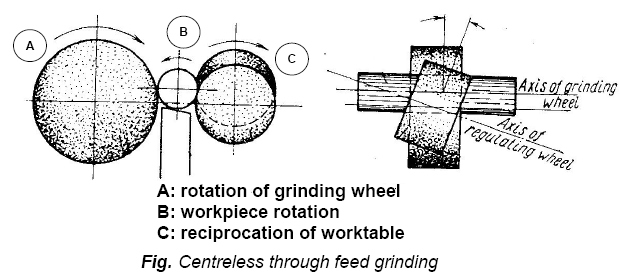 A
B
C
Axis of grinding
wheel
Axis of
regulating wheel
A: rotation of grinding wheel
B: workpiece rotation
C: reciprocation of worktable
Fig. Centreless through feed grinding